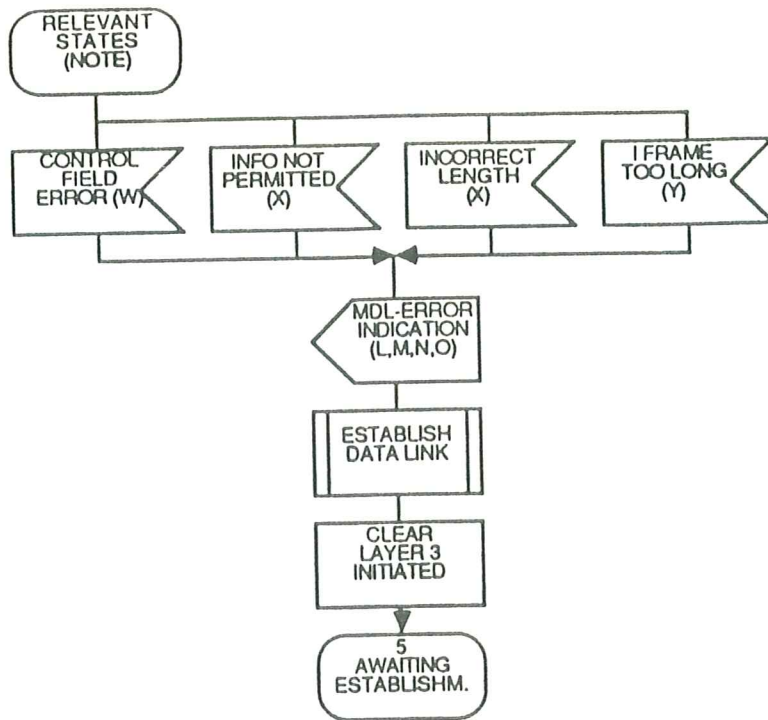 RELEVANT
STATES
(NOTE)
CONTROL
FIELD
ERROR (W)
INFO NOT
PERMITTED
(X)
INCORRECT
LENGTH
(X)
I FRAME
TOO LONG
(Y)
MDL-ERROR
INDICATION
(L,M,N,O)
ESTABLISH
DATA LINK
CLEAR
LAYER 3
INITIATED
5
AWAITING
ESTABLISHM.